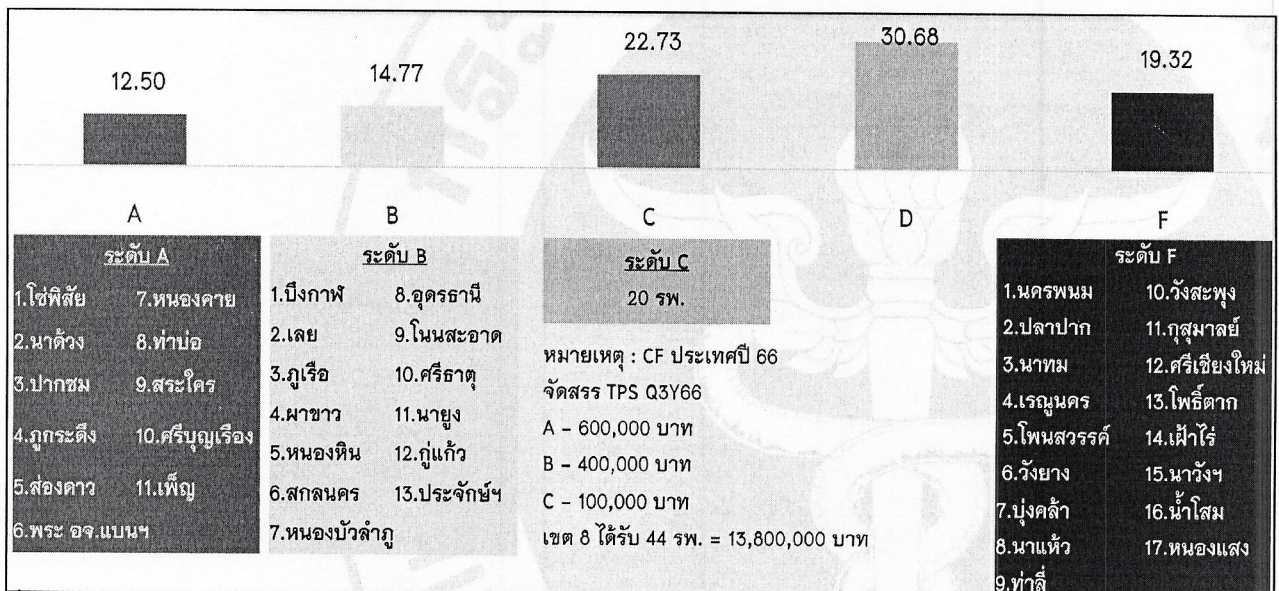 12.50
14.77
22.73
30.68
19.32
A
B
C
D
F
ระดับ A
1.โซ่พิสัย
2.นาด้วง
3.ปากชม
4.ภูกระดึง
5.ส่องดาว
6.พระ อจ.แบนฯ
7.หนองคาย
8.ท่าบ่อ
9.สระใคร
10.ศรีบุญเรือง
11.เพ็ญ
ระดับ B
1.บึงกาฬ
2.เลย
3.ภูเรือ
4.ผาขาว
5.หนองหิน
6.สกลนคร
7.หนองบัวลำภู
8.อุดรธานี
9.โนนสะอาด
10.ศรีธาตุ
11.นายูง
12.กู่แก้ว
13.ประจักษ์ฯ
ระดับ C
20 รพ.
หมายเหตุ : CF ประเทศปี 66
จัดสรร TPS Q3Y66
A – 600,000 บาท
B – 400,000 บาท
C – 100,000 บาท
เขต 8 ได้รับ 44 รพ. = 13,800,000 บาท
ระดับ F
1.นครพนม
2.ปลาปาก
3.นาทม
4.เรณูนคร
5.โพนสวรรค์
6.วังยาง
7.บุ่งคล้า
8.นาแห้ว
9.ท่าลี่
10.วังสะพุง
11.กุสุมาลย์
12.ศรีเชียงใหม่
13.โพธิ์ตาก
14.เฝ้าไร่
15.นาวังฯ
16.น้ำโสม
17.หนองแสง